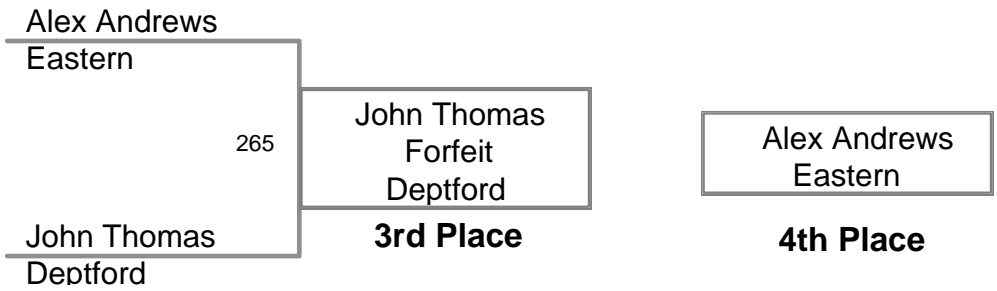 Alex Andrews
Eastern
265
John Thomas
Forfeit
Deptford
3rd Place
John Thomas
Deptford
Alex Andrews
Eastern
4th Place